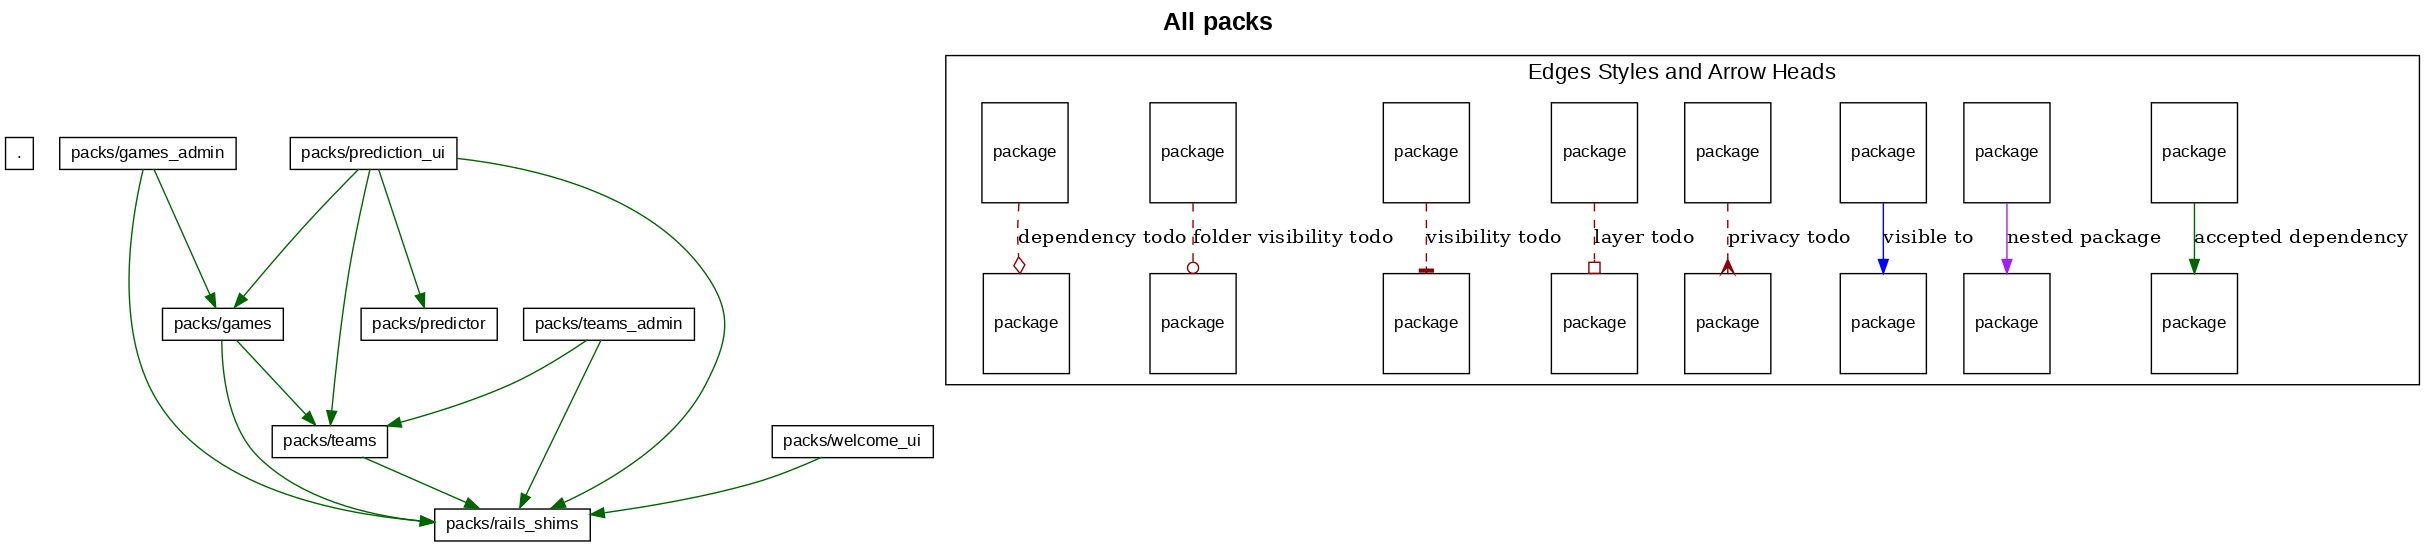 All packs
Edges Styles and Arrow Heads
.
packs/games_admin
packs/prediction_ui
package
package
package
package
package
package
package
package
dependency todo
folder visibility todo
visibility todo
layer todo
privacy todo
visible to
nested package
accepted dependency
packs/games
packs/predictor
packs/teams_admin
package
package
package
package
package
package
package
package
packs/teams
packs/welcome_ui
packs/rails_shims